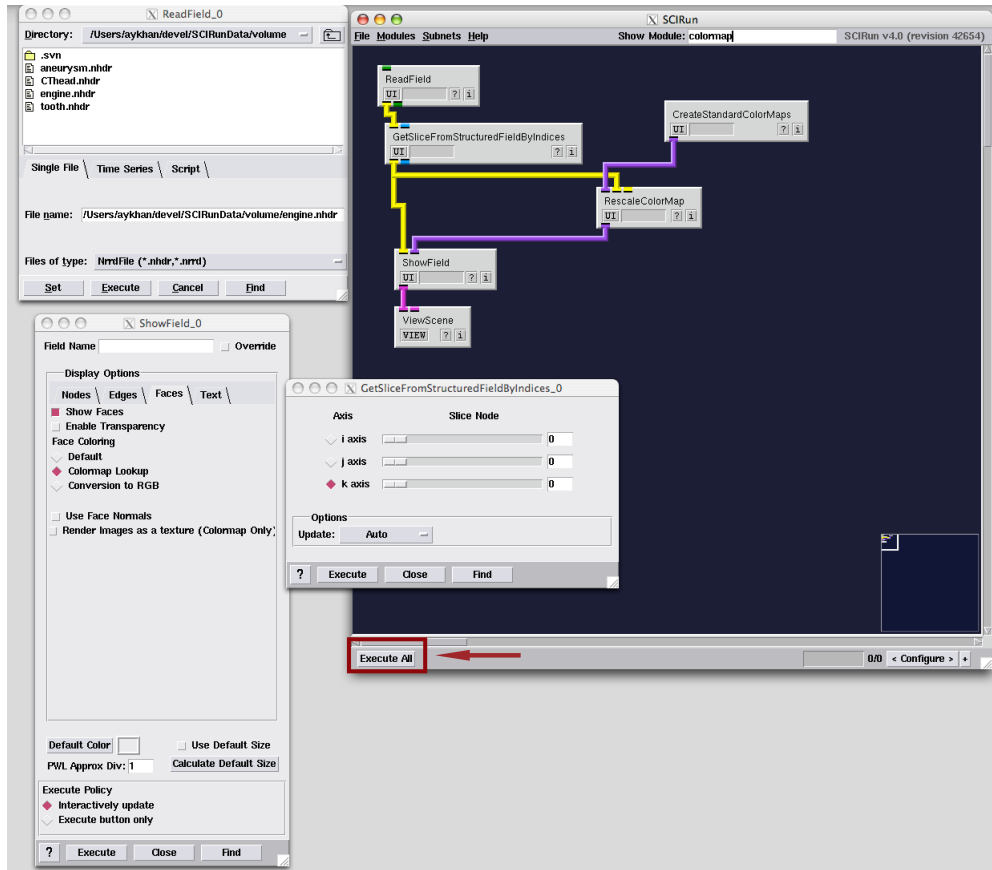 ReadField_0
Directory: /Users/aykhan/devel/SCIRunData/volume
.svn
aneurysm.nhdr
CThead.nhdr
engine.nhdr
tooth.nhdr
Single File Time Series Script
File name: /Users/aykhan/devel/SCIRunData/volume/engine.nhdr
Files of type: NrrdFile (*.nhdr,*.nrrd)
Set Execute Cancel Find
SCIRun
File Modules Subnets Help Show Module: colormap SCIRun v4.0 (revision 42654)
ReadField
UI ? i
CreateStandardColorMaps
UI ? i
GetSliceFromStructuredFieldByIndices
UI ? i
RescaleColorMap
UI ? i
ShowField
UI ? i
ViewScene
VIEW ? i
Execute All 0/0 < Configure > +
ShowField_0
Field Name Override
Display Options
Nodes Edges Faces Text
Show Faces
Enable Transparency
Face Coloring
Default
Colormap Lookup
Conversion to RGB
Use Face Normals
Render Images as a texture (Colormap Only)
Default Color Use Default Size
PWL Approx Div: 1 Calculate Default Size
Execute Policy
Interactively update
Execute button only
? Execute Close Find
GetSliceFromStructuredFieldByIndices_0
Axis Slice Node
i axis 0
j axis 0
k axis 0
Options
Update: Auto
? Execute Close Find